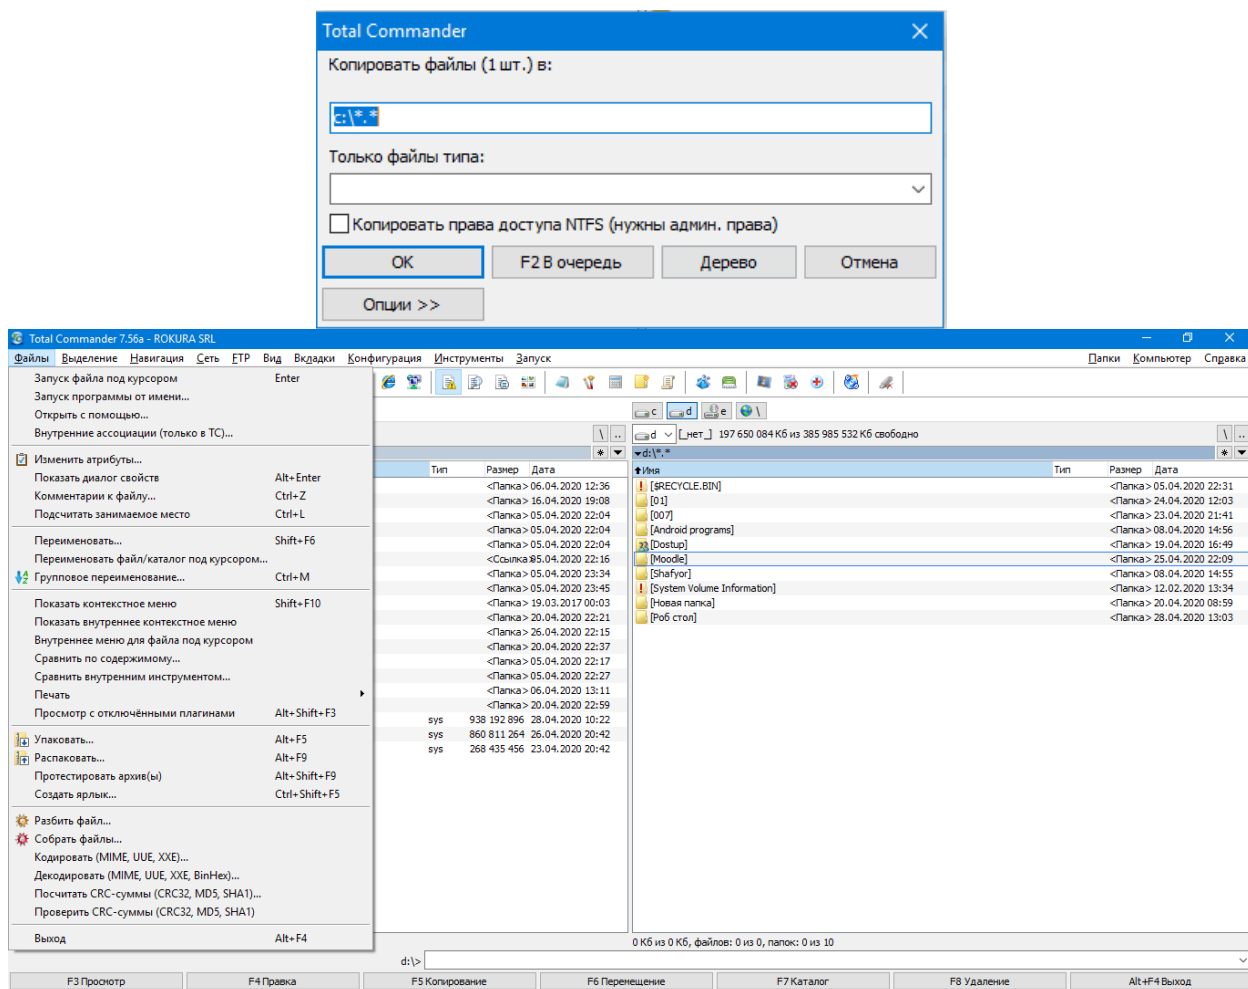 Total Commander
Копировать файлы (1 шт.) в:
c:\*.*
Только файлы типа:
Копировать права доступа NTFS (нужны админ. права)
OK
F2 В очередь
Дерево
Отмена
Опции >>
Total Commander 7.56a - ROKURA SRL
Файлы Выделение Навигация Сеть FTP Вид Вкладки Конфигурация Инструменты Запуск Папки Компьютер Справка
Запуск файла под курсором Enter
Запуск программы от имени...
Открыть с помощью...
Внутренние ассоциации (только в ТС)...
Изменить атрибуты...
Показать диалог свойств Alt+Enter
Комментарии к файлу... Ctrl+Z
Подсчитать занимаемое место Ctrl+L
Переименовать... Shift+F6
Переименовать файл/каталог под курсором...
Групповое переименование... Ctrl+M
Показать контекстное меню Shift+F10
Показать внутреннее контекстное меню
Внутреннее меню для файла под курсором
Сравнить по содержимому...
Сравнить внутренним инструментом...
Печать
Просмотр с отключёнными плагинами Alt+Shift+F3
Упаковать... Alt+F5
Распаковать... Alt+F9
Протестировать архив(ы) Alt+Shift+F9
Создать ярлык... Ctrl+Shift+F5
Разбить файл...
Собрать файлы...
Кодировать (MIME, UUE, XXE)...
Декодировать (MIME, UUE, XXE, BinHex)...
Посчитать CRC-суммы (CRC32, MD5, SHA1)...
Проверить CRC-суммы (CRC32, MD5, SHA1)
Выход Alt+F4
\ ..
* ▼
Тип Размер Дата
<Папка> 06.04.2020 12:36
<Папка> 16.04.2020 19:08
<Папка> 05.04.2020 22:04
<Папка> 05.04.2020 22:04
<Папка> 05.04.2020 22:04
<Ссылка> 05.04.2020 22:16
<Папка> 05.04.2020 23:34
<Папка> 05.04.2020 23:45
<Папка> 19.03.2017 00:03
<Папка> 20.04.2020 22:21
<Папка> 26.04.2020 22:15
<Папка> 20.04.2020 22:37
<Папка> 05.04.2020 22:17
<Папка> 05.04.2020 22:27
<Папка> 06.04.2020 13:11
<Папка> 20.04.2020 22:59
sys 938 192 896 28.04.2020 10:22
sys 860 811 264 26.04.2020 20:42
sys 268 435 456 23.04.2020 20:42
c d e \
d [_нет_] 197 650 084 Кб из 385 985 532 Кб свободно \ ..
▼d:\*.* * ▼
Имя Тип Размер Дата
[$RECYCLE.BIN] <Папка> 05.04.2020 22:31
[01] <Папка> 24.04.2020 12:03
[007] <Папка> 23.04.2020 21:41
[Android programs] <Папка> 08.04.2020 14:56
[Dostup] <Папка> 19.04.2020 16:49
[Moodle] <Папка> 25.04.2020 22:09
[Shafyor] <Папка> 08.04.2020 14:55
[System Volume Information] <Папка> 12.02.2020 13:34
[Новая папка] <Папка> 20.04.2020 08:59
[Роб стол] <Папка> 28.04.2020 13:03
0 Кб из 0 Кб, файлов: 0 из 0, папок: 0 из 10
d:\>
F3 Просмотр F4 Правка F5 Копирование F6 Перемещение F7 Каталог F8 Удаление Alt+F4 Выход